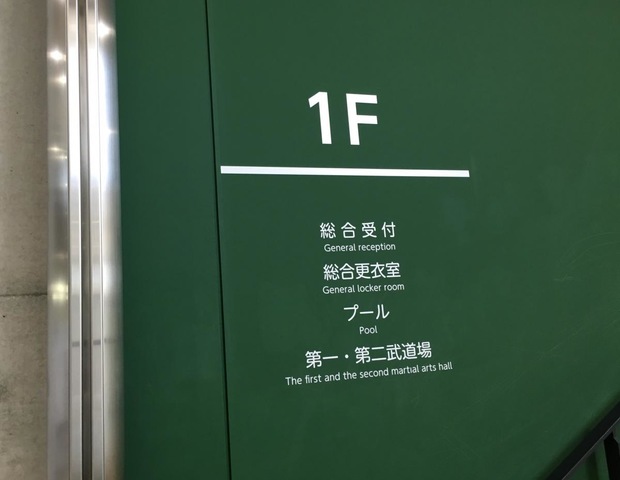 1F
総合受付
General reception
総合更衣室
General locker room
プール
Pool
第一・第二武道場
The first and the second martial arts hall